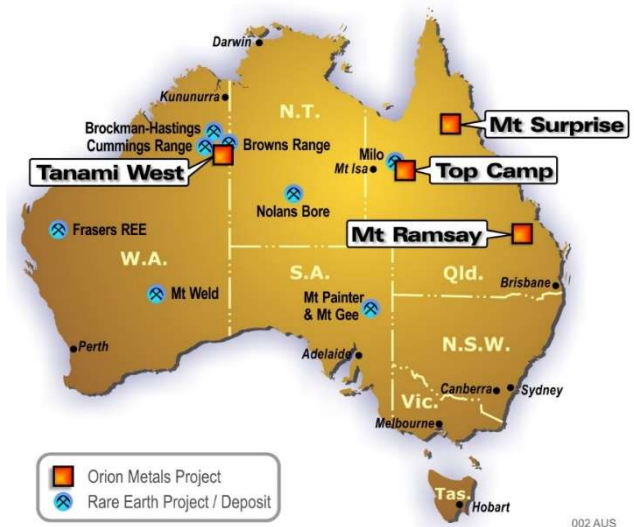 Darwin
Kununurra
N.T.
Brockman-Hastings
Cummings Range
Browns Range
Tanami West
Mt Surprise
Milo
Mt Isa
Top Camp
Nolans Bore
Mt Ramsay
Frasers REE
W.A.
Mt Weld
S.A.
Mt Painter
& Mt Gee
Qld.
Brisbane
Perth
Adelaide
N.S.W.
Canberra
Sydney
Vic.
Melbourne
Tas.
Hobart
Orion Metals Project
Rare Earth Project / Deposit
002 AUS